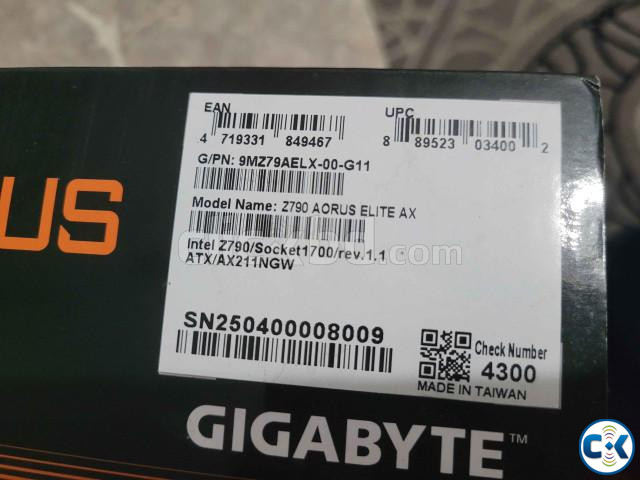 EAN
UPC
4 719331 849467
8 89523 03400 2
G/PN: 9MZ79AELX-00-G11
Model Name: Z790 AORUS ELITE AX
Intel Z790/Socket1700/rev.1.1
ATX/AX211NGW
SN250400008009
Check Number
4300
MADE IN TAIWAN
US
GIGABYTE™
CK